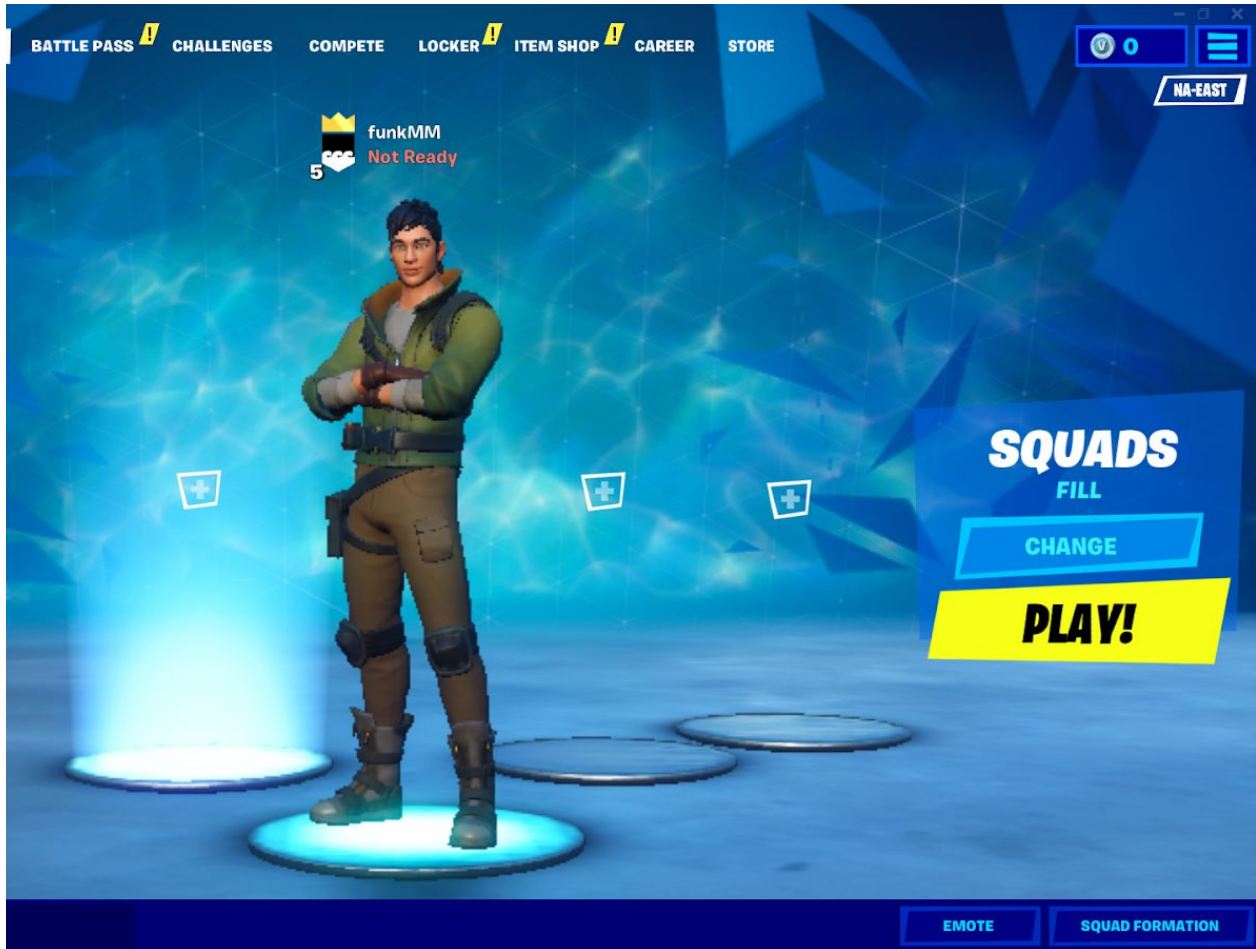 BATTLE PASS ! CHALLENGES COMPETE LOCKER ! ITEM SHOP ! CAREER STORE
V 0
NA-EAST
funkMM
Not Ready
5
SQUADS
FILL
CHANGE
PLAY!
EMOTE SQUAD FORMATION